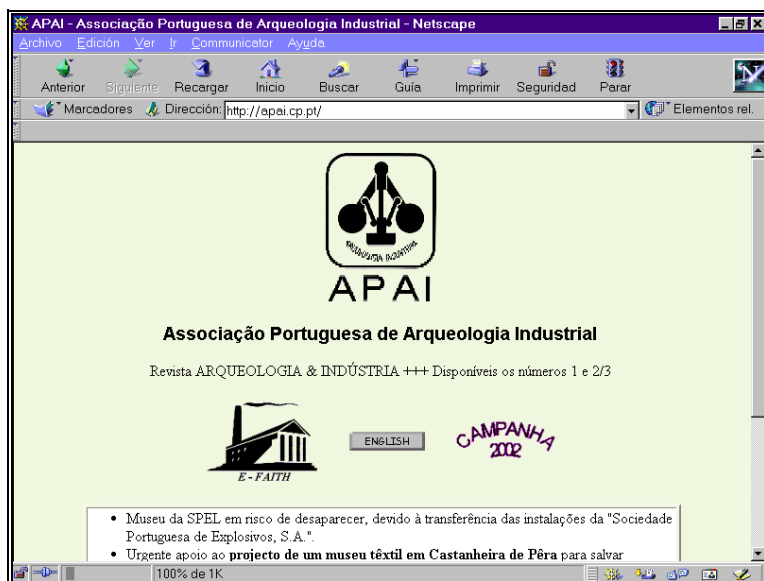 APAI - Associação Portuguesa de Arqueologia Industrial - Netscape
Archivo Edición Ver Ir Communicator Ayuda
Anterior Siguiente Recargar Inicio Buscar Guía Imprimir Seguridad Parar
Marcadores Dirección: http://apai.cp.pt/ Elementos rel.
ARQUEOLOGIA INDUSTRIAL
APAI
Associação Portuguesa de Arqueologia Industrial
Revista ARQUEOLOGIA & INDÚSTRIA +++ Disponíveis os números 1 e 2/3
E - FAITH
ENGLISH
CAMPANHA
2002
• Museu da SPEL em risco de desaparecer, devido à transferência das instalações da "Sociedade
Portuguesa de Explosivos, S.A.".
• Urgente apoio ao projecto de um museu têxtil em Castanheira de Pêra para salvar
100% de 1K